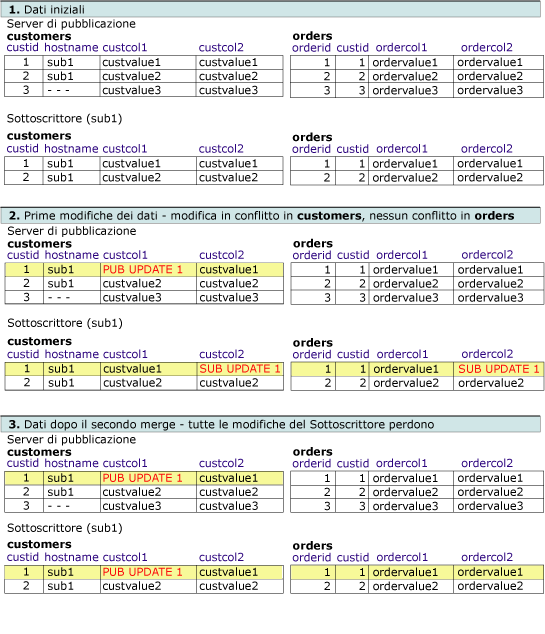 1. Dati iniziali
Server di pubblicazione
customers orders
custid hostname custcol1 custcol2 orderid custid ordercol1 ordercol2
1 sub1 custvalue1 custvalue1 1 1 ordervalue1 ordervalue1
2 sub1 custvalue2 custvalue2 2 2 ordervalue2 ordervalue2
3 - - - custvalue3 custvalue3 3 3 ordervalue3 ordervalue3
Sottoscrittore (sub1)
customers orders
custid hostname custcol1 custcol2 orderid custid ordercol1 ordercol2
1 sub1 custvalue1 custvalue1 1 1 ordervalue1 ordervalue1
2 sub1 custvalue2 custvalue2 2 2 ordervalue2 ordervalue2
2. Prime modifiche dei dati - modifica in conflitto in customers, nessun conflitto in orders
Server di pubblicazione
customers orders
custid hostname custcol1 custcol2 orderid custid ordercol1 ordercol2
1 sub1 PUB UPDATE 1 custvalue1 1 1 ordervalue1 ordervalue1
2 sub1 custvalue2 custvalue2 2 2 ordervalue2 ordervalue2
3 - - - custvalue3 custvalue3 3 3 ordervalue3 ordervalue3
Sottoscrittore (sub1)
customers orders
custid hostname custcol1 custcol2 orderid custid ordercol1 ordercol2
1 sub1 custvalue1 SUB UPDATE 1 1 1 ordervalue1 SUB UPDATE 1
2 sub1 custvalue2 custvalue2 2 2 ordervalue2 ordervalue2
3. Dati dopo il secondo merge - tutte le modifiche del Sottoscrittore perdono
Server di pubblicazione
customers orders
custid hostname custcol1 custcol2 orderid custid ordercol1 ordercol2
1 sub1 PUB UPDATE 1 custvalue1 1 1 ordervalue1 ordervalue1
2 sub1 custvalue2 custvalue2 2 2 ordervalue2 ordervalue2
3 - - - custvalue3 custvalue3 3 3 ordervalue3 ordervalue3
Sottoscrittore (sub1)
customers orders
custid hostname custcol1 custcol2 orderid custid ordercol1 ordercol2
1 sub1 PUB UPDATE 1 custvalue1 1 1 ordervalue1 ordervalue1
2 sub1 custvalue2 custvalue2 2 2 ordervalue2 ordervalue2